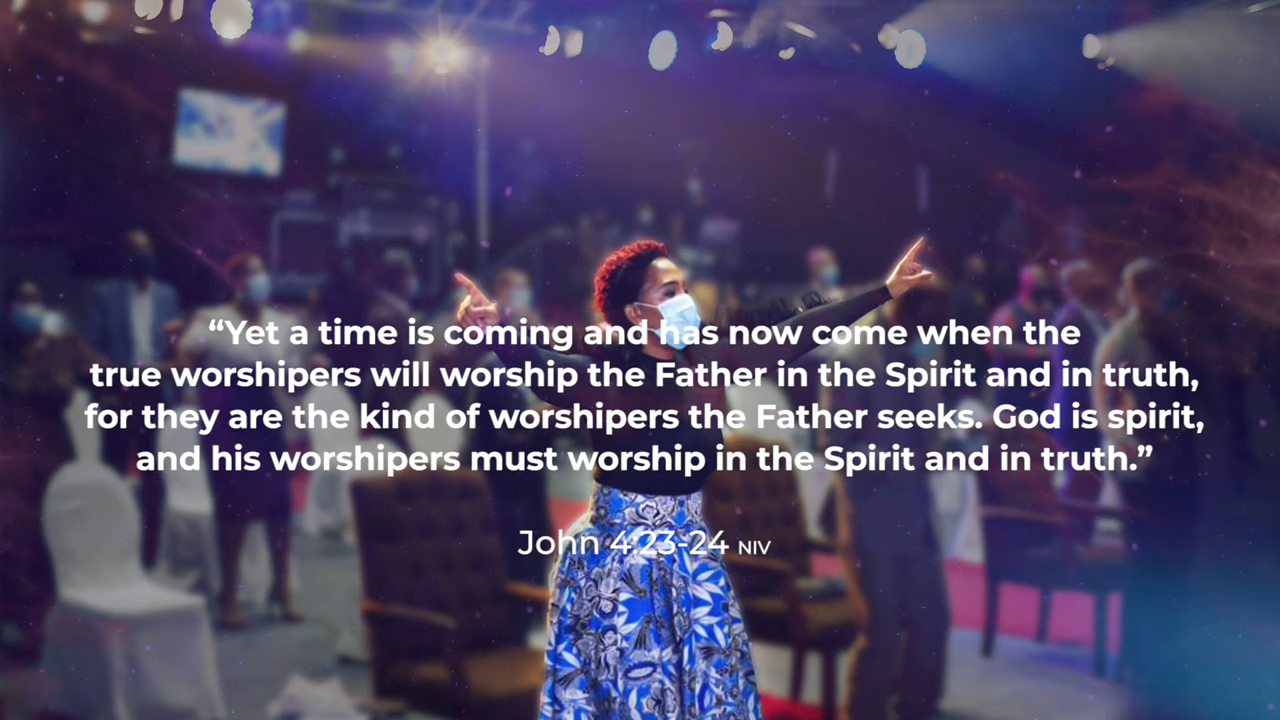 “Yet a time is coming and has now come when the
true worshipers will worship the Father in the Spirit and in truth,
for they are the kind of worshipers the Father seeks. God is spirit,
and his worshipers must worship in the Spirit and in truth.”
John 4:23-24 NIV